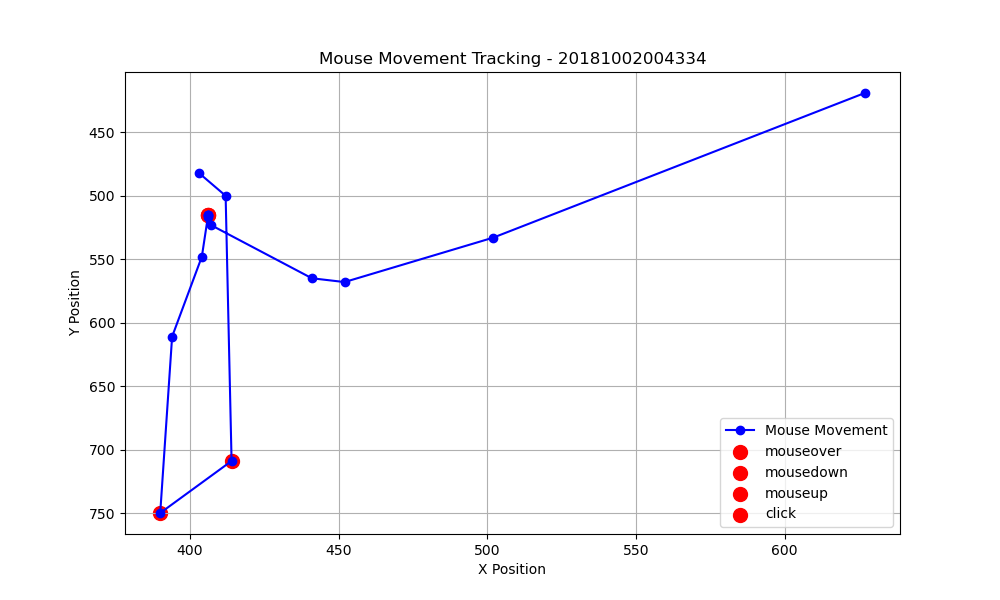 Mouse Movement Tracking - 20181002004334
450
500
550
600
650
700
750
Y Position
400
450
500
550
600
X Position
Mouse Movement
mouseover
mousedown
mouseup
click